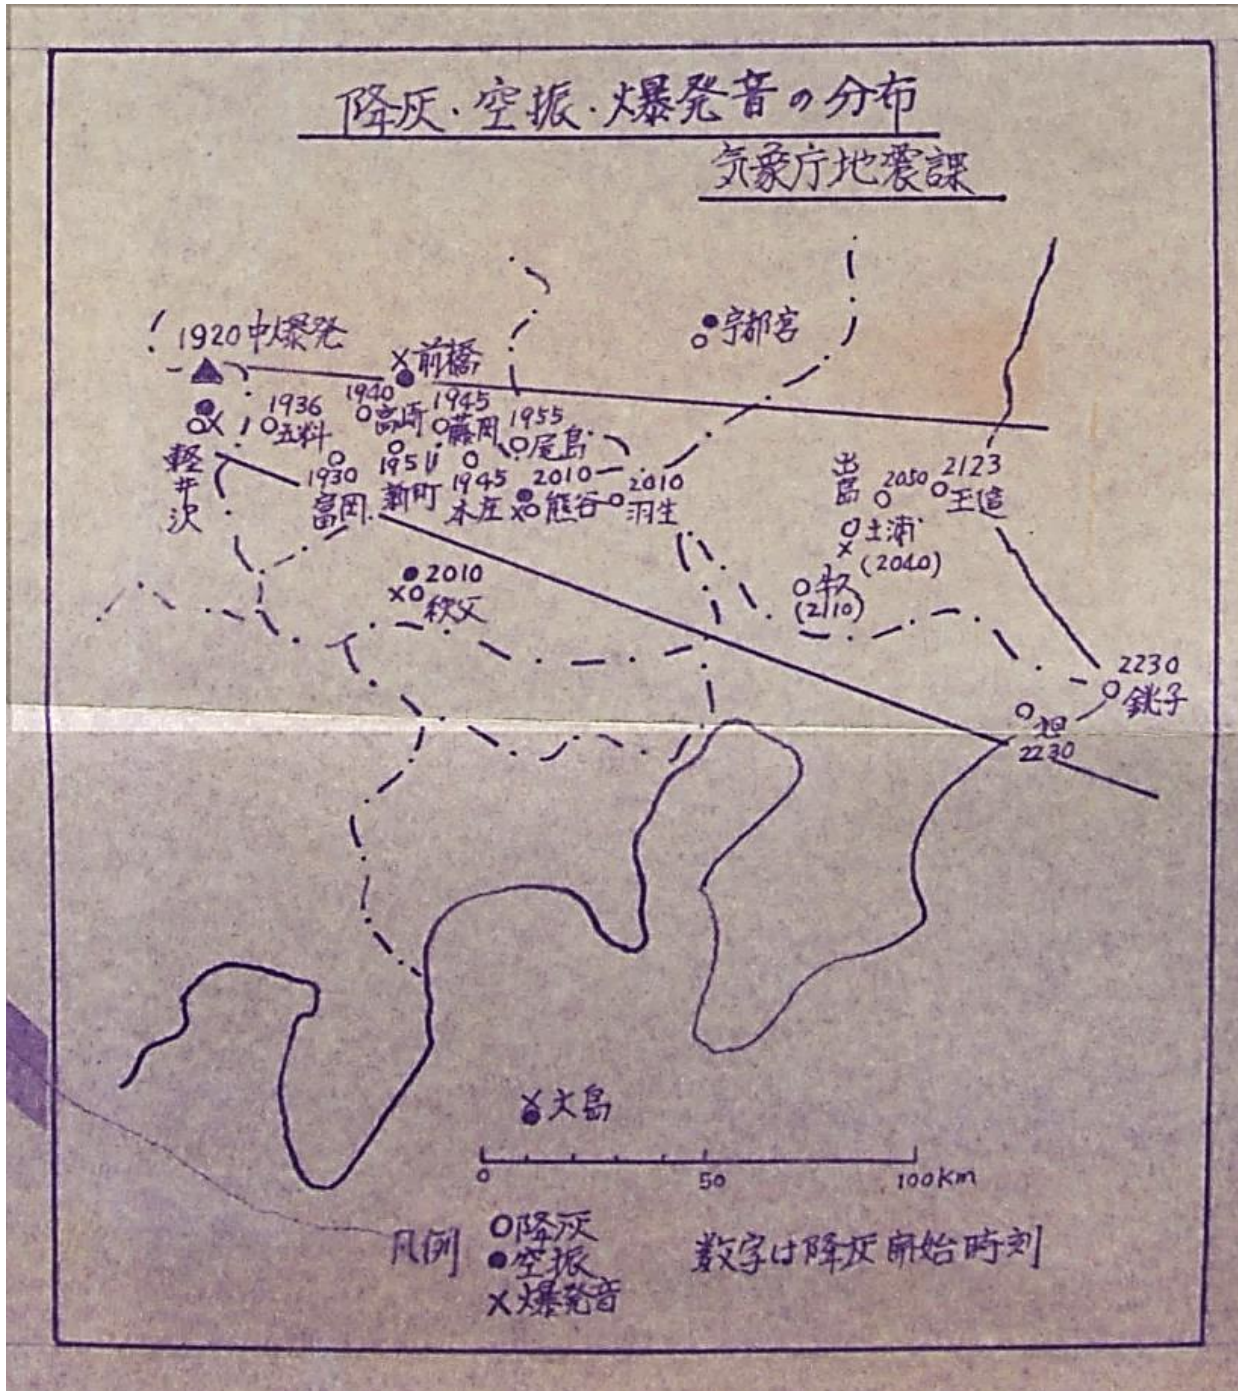 降灰・空振・爆発音の分布
気象庁地震課
1920中爆発
前橋
宇都宮
1936
五料
1940
高崎
1945
藤岡
1955
尾島
軽井沢
1930
富岡
1951
新町
1945
本庄
2010
熊谷
2010
羽生
出島
2050
2123
玉造
土浦
(2040)
牛久
(2110)
2010
秩父
2230
銚子
旭
2230
大島
0 50 100km
凡例
○降灰
●空振
×爆発音
数字は降灰開始時刻